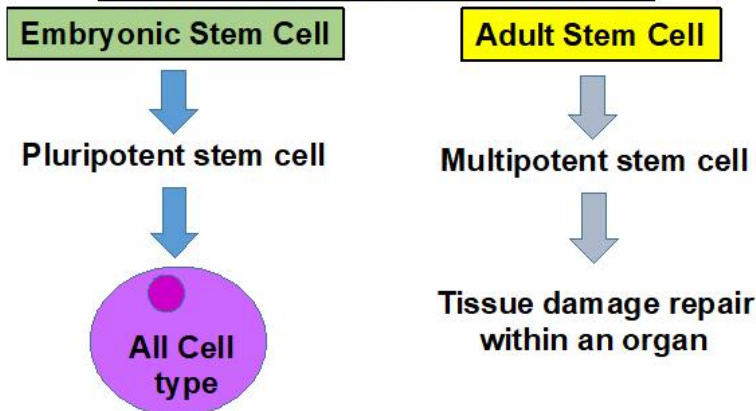 Embryonic Stem Cell
Adult Stem Cell
Pluripotent stem cell
Multipotent stem cell
All Cell
type
Tissue damage repair
within an organ